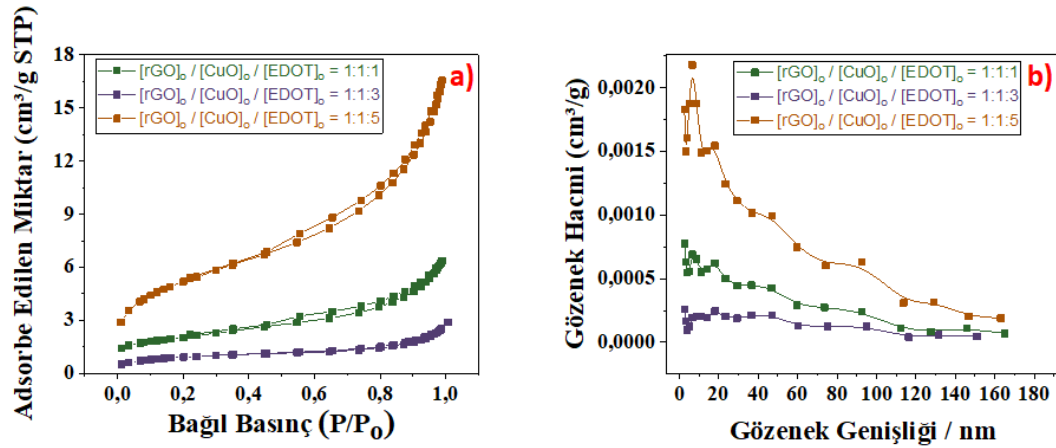 a)
Adsorbe Edilen Miktar (cm³/g STP)
18
15
12
9
6
3
0
[rGO]o / [CuO]o / [EDOT]o = 1:1:1
[rGO]o / [CuO]o / [EDOT]o = 1:1:3
[rGO]o / [CuO]o / [EDOT]o = 1:1:5
0,0 0,2 0,4 0,6 0,8 1,0
Bağıl Basınç (P/Po)
b)
Gözenek Hacmi (cm³/g)
0,0020
0,0015
0,0010
0,0005
0,0000
[rGO]o / [CuO]o / [EDOT]o = 1:1:1
[rGO]o / [CuO]o / [EDOT]o = 1:1:3
[rGO]o / [CuO]o / [EDOT]o = 1:1:5
0 20 40 60 80 100 120 140 160
Gözenek Genişliği / nm